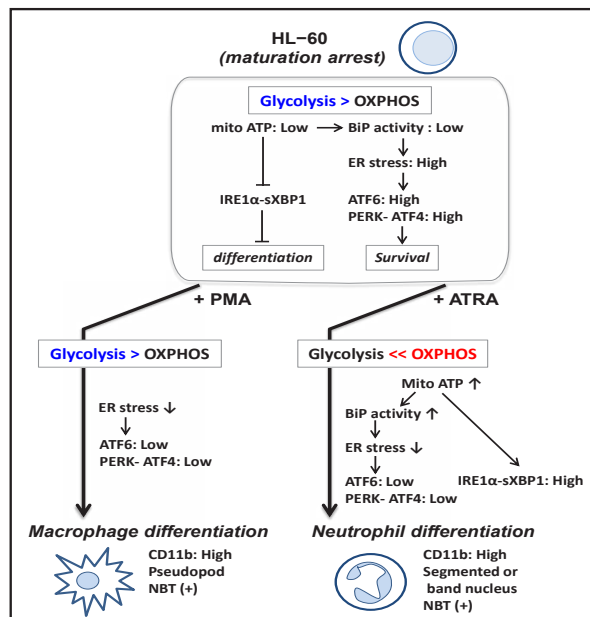 HL−60
(maturation arrest)
Glycolysis > OXPHOS
mito ATP: Low → BiP activity : Low
ER stress: High
IRE1α-sXBP1
ATF6: High
PERK- ATF4: High
differentiation
Survival
+ PMA
+ ATRA
Glycolysis > OXPHOS
Glycolysis << OXPHOS
ER stress ↓
ATF6: Low
PERK- ATF4: Low
Mito ATP ↑
BiP activity ↑
ER stress ↓
ATF6: Low
PERK- ATF4: Low
IRE1α-sXBP1: High
Macrophage differentiation
CD11b: High
Pseudopod
NBT (+)
Neutrophil differentiation
CD11b: High
Segmented or
band nucleus
NBT (+)